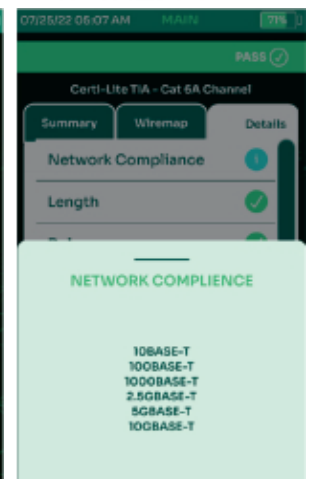 07/25/22 05:07 AM MAIN 71%
PASS
Certi-Lite TIA - Cat 6A Channel
Summary Wiremap Details
Network Compliance
Length
NETWORK COMPLIENCE
10BASE-T
100BASE-T
1000BASE-T
2.5GBASE-T
5GBASE-T
10GBASE-T